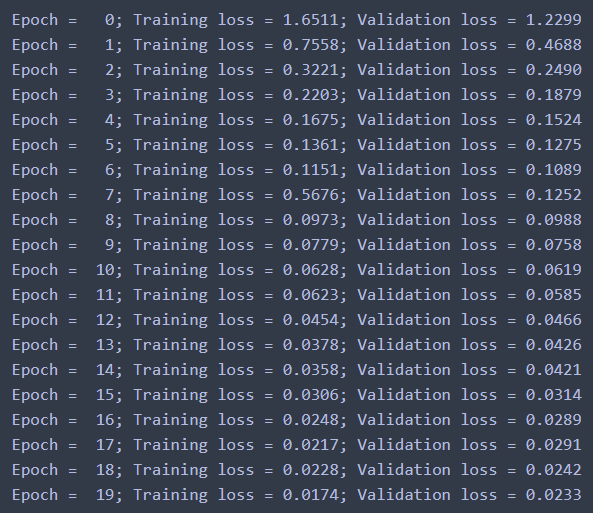 Epoch =   0; Training loss = 1.6511; Validation loss = 1.2299
Epoch =   1; Training loss = 0.7558; Validation loss = 0.4688
Epoch =   2; Training loss = 0.3221; Validation loss = 0.2490
Epoch =   3; Training loss = 0.2203; Validation loss = 0.1879
Epoch =   4; Training loss = 0.1675; Validation loss = 0.1524
Epoch =   5; Training loss = 0.1361; Validation loss = 0.1275
Epoch =   6; Training loss = 0.1151; Validation loss = 0.1089
Epoch =   7; Training loss = 0.5676; Validation loss = 0.1252
Epoch =   8; Training loss = 0.0973; Validation loss = 0.0988
Epoch =   9; Training loss = 0.0779; Validation loss = 0.0758
Epoch =  10; Training loss = 0.0628; Validation loss = 0.0619
Epoch =  11; Training loss = 0.0623; Validation loss = 0.0585
Epoch =  12; Training loss = 0.0454; Validation loss = 0.0466
Epoch =  13; Training loss = 0.0378; Validation loss = 0.0426
Epoch =  14; Training loss = 0.0358; Validation loss = 0.0421
Epoch =  15; Training loss = 0.0306; Validation loss = 0.0314
Epoch =  16; Training loss = 0.0248; Validation loss = 0.0289
Epoch =  17; Training loss = 0.0217; Validation loss = 0.0291
Epoch =  18; Training loss = 0.0228; Validation loss = 0.0242
Epoch =  19; Training loss = 0.0174; Validation loss = 0.0233